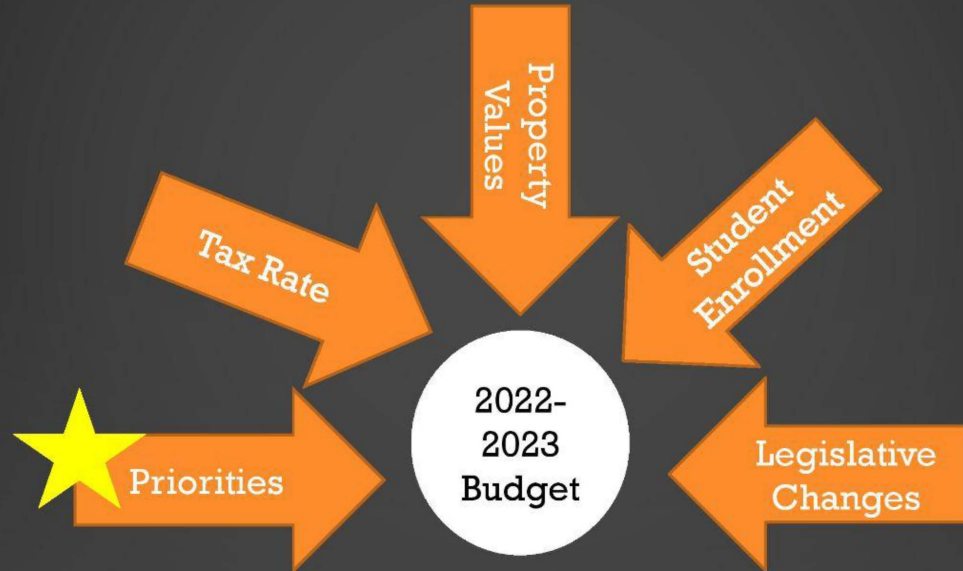 Property
Values
Tax Rate
Student
Enrollment
Priorities
2022-
2023
Budget
Legislative
Changes